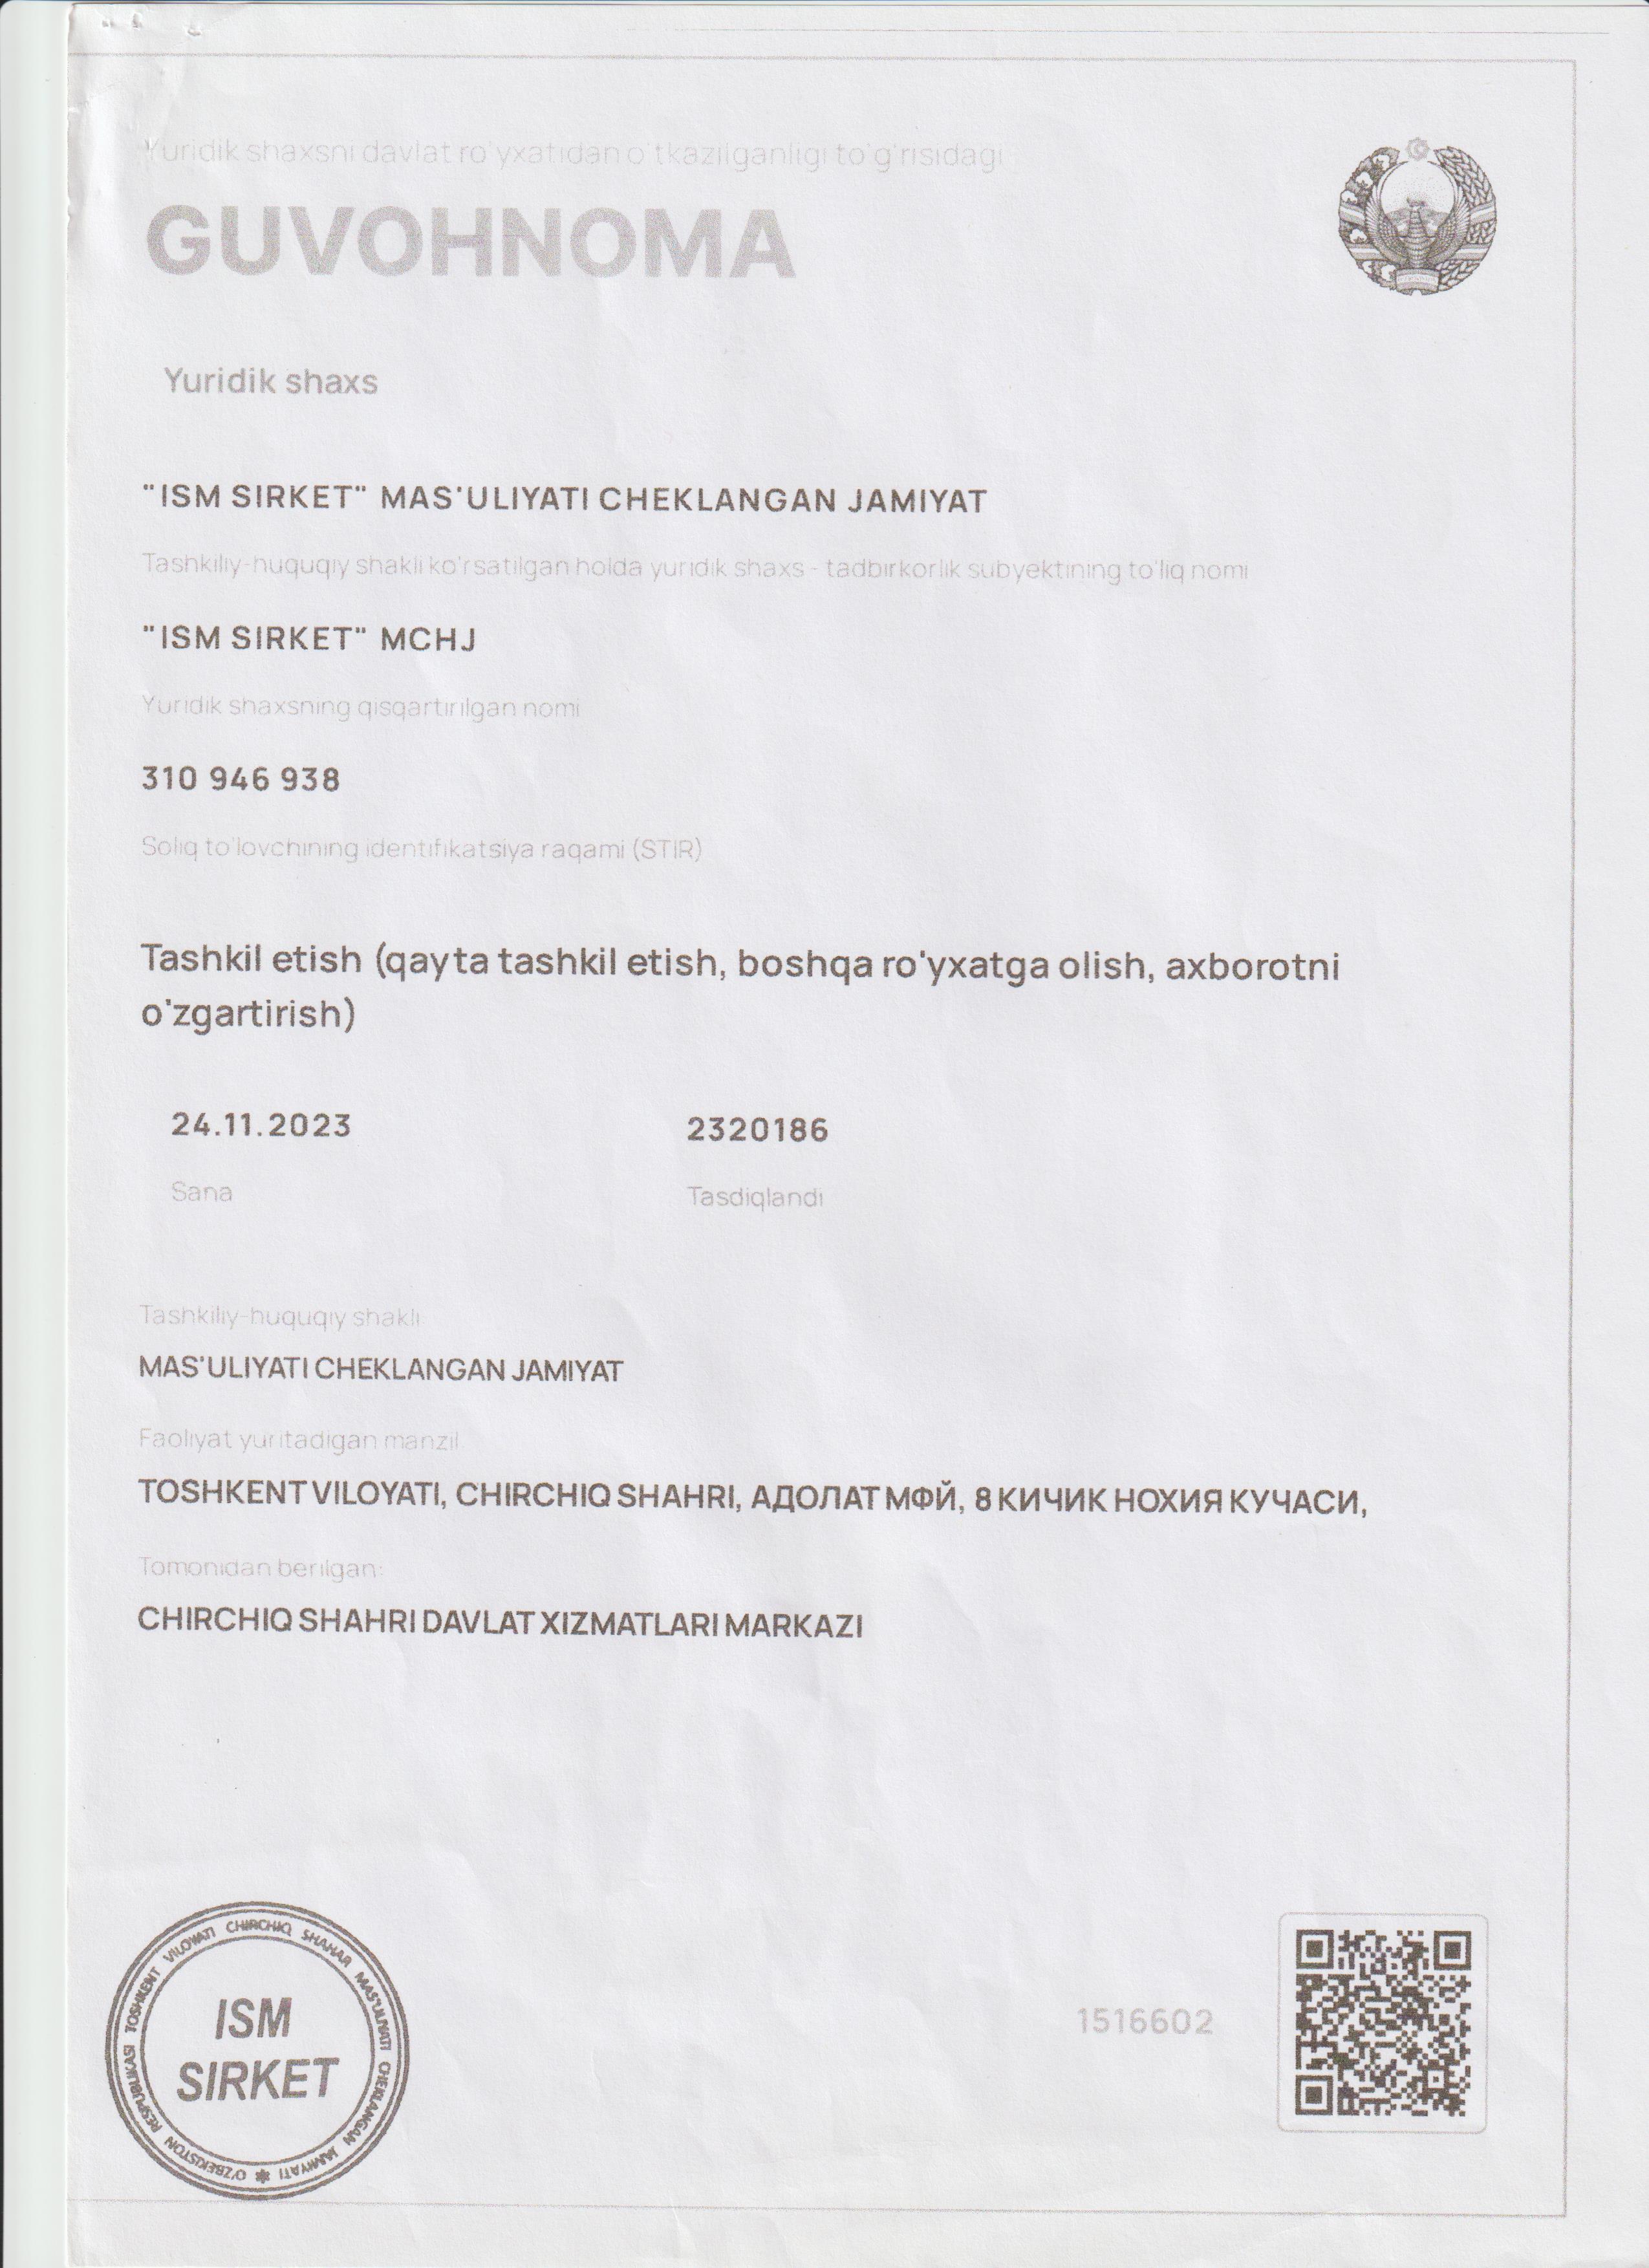 Yuridik shaxsni davlat ro'yxatidan o'tkazilganligi to'g'risidagi
GUVOHNOMA
Yuridik shaxs
"ISM SIRKET" MAS'ULIYATI CHEKLANGAN JAMIYAT
Tashkiliy-huquqiy shakli ko'rsatilgan holda yuridik shaxs - tadbirkorlik subyektining to'liq nomi
"ISM SIRKET" MCHJ
Yuridik shaxsning qisqartirilgan nomi
310 946 938
Soliq to'lovchining identifikatsiya raqami (STIR)
Tashkil etish (qayta tashkil etish, boshqa ro'yxatga olish, axborotni
o'zgartirish)
24.11.2023 2320186
Sana Tasdiqlandi
Tashkiliy-huquqiy shakli
MAS'ULIYATI CHEKLANGAN JAMIYAT
Faoliyat yuritadigan manzil
TOSHKENT VILOYATI, CHIRCHIQ SHAHRI, АДОЛАТ МФЙ, 8 КИЧИК НОХИЯ КУЧАСИ,
Tomonidan berilgan:
CHIRCHIQ SHAHRI DAVLAT XIZMATLARI MARKAZI
O'ZBEKISTON RESPUBLIKASI TOSHKENT VILOYATI CHIRCHIQ SHAHAR MAS'ULIYATI CHEKLANGAN JAMIYATI
ISM
SIRKET
1516602